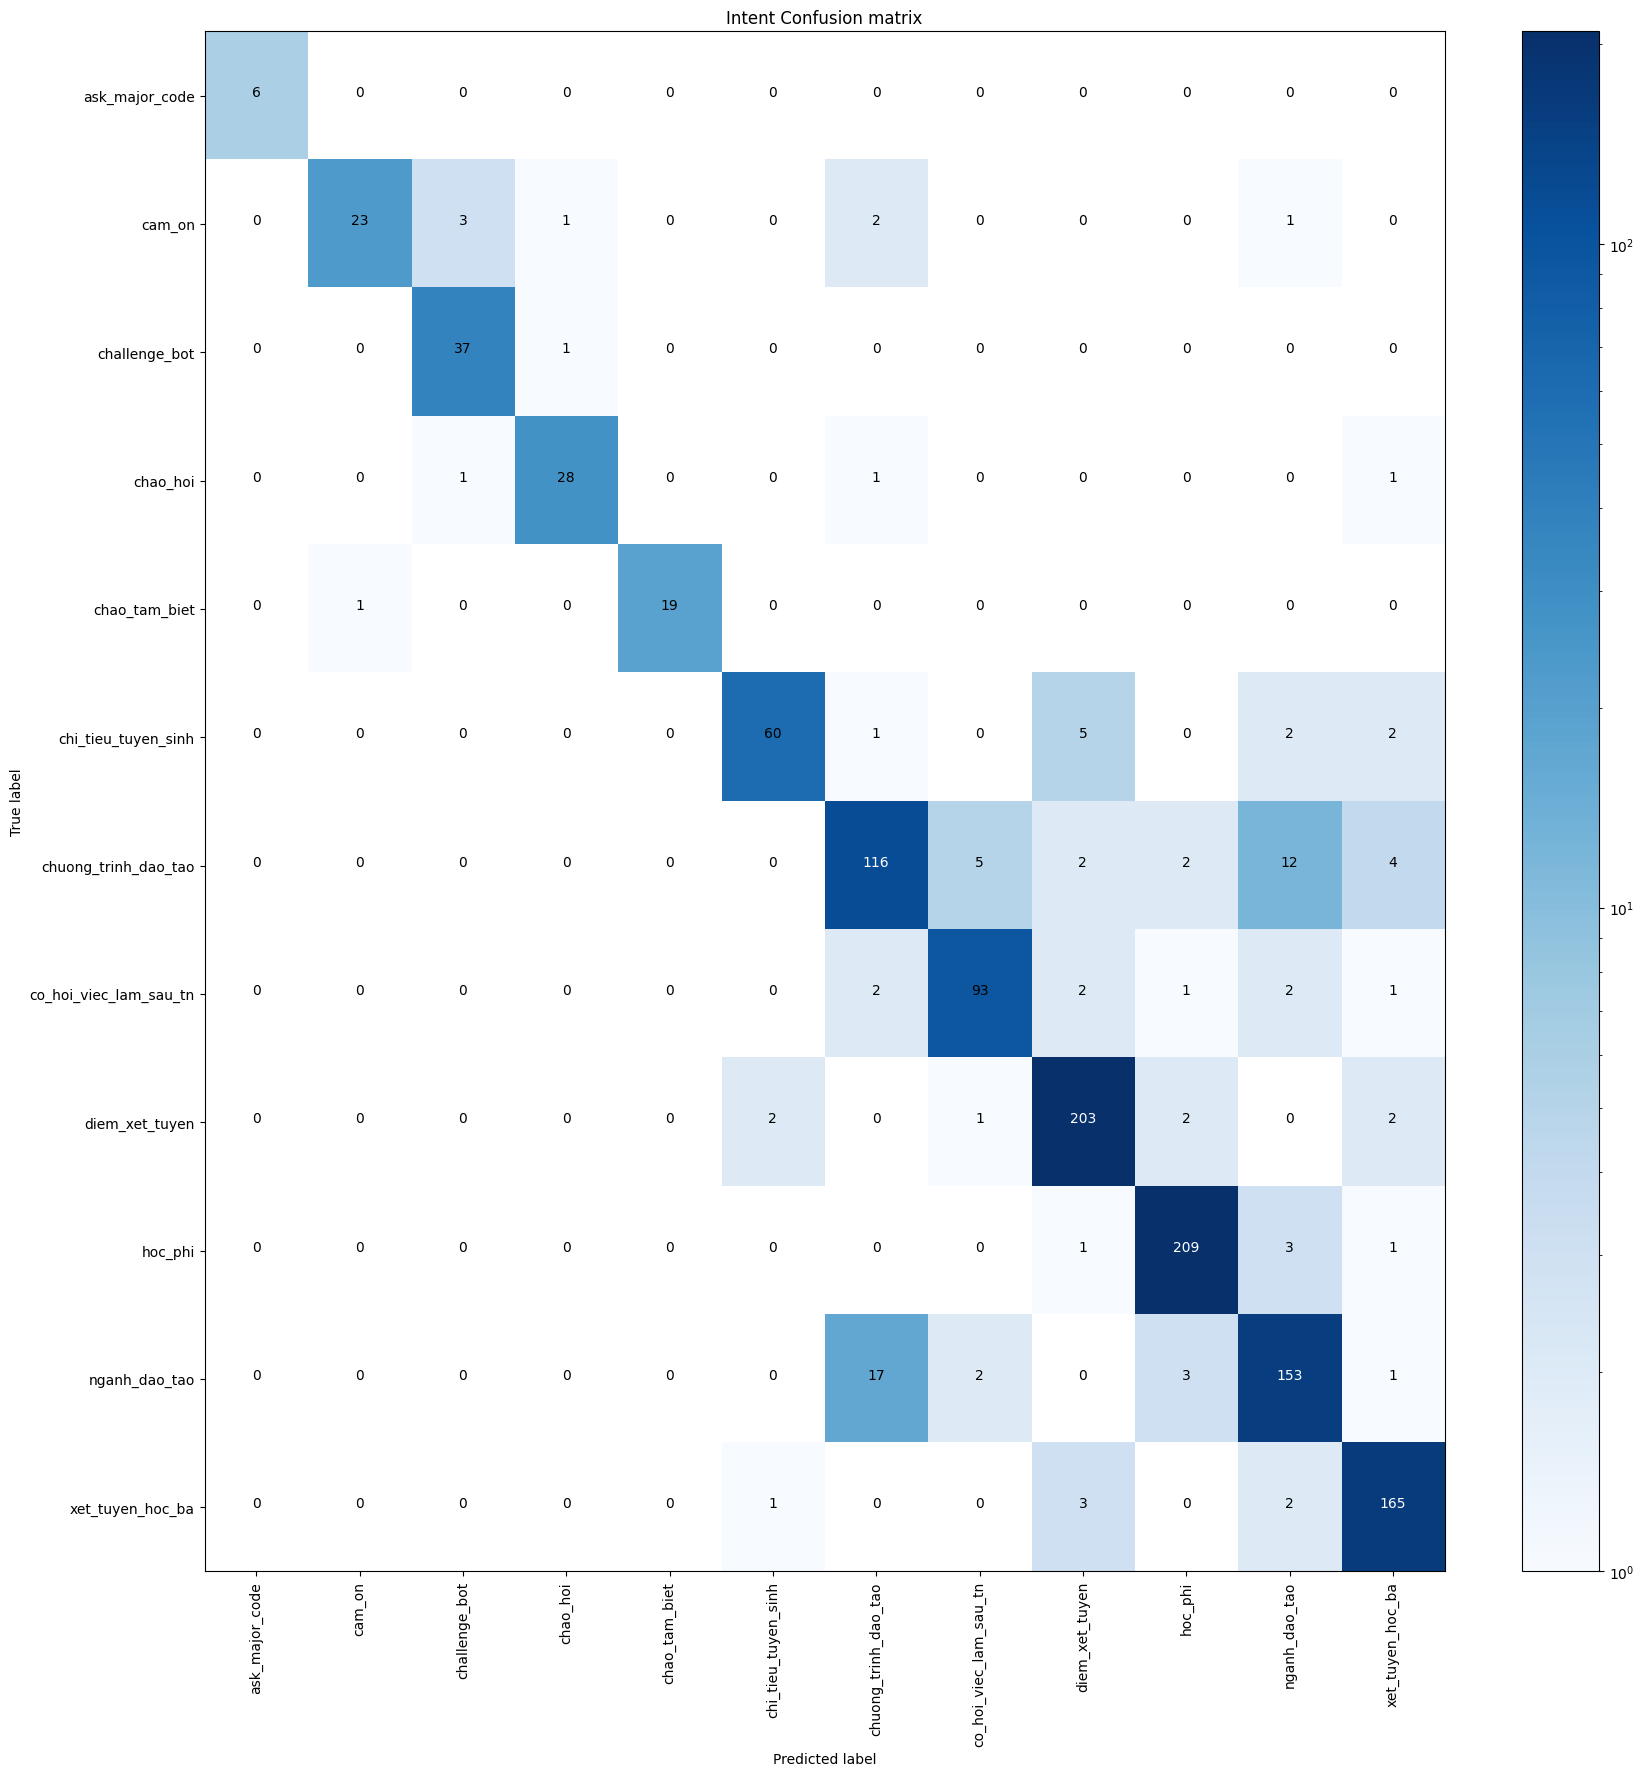 Intent Confusion matrix
ask_major_code 6 0 0 0 0 0 0 0 0 0 0 0
cam_on 0 23 3 1 0 0 2 0 0 0 1 0
challenge_bot 0 0 37 1 0 0 0 0 0 0 0 0
chao_hoi 0 0 1 28 0 0 1 0 0 0 0 1
chao_tam_biet 0 1 0 0 19 0 0 0 0 0 0 0
chi_tieu_tuyen_sinh 0 0 0 0 0 60 1 0 5 0 2 2
chuong_trinh_dao_tao 0 0 0 0 0 0 116 5 2 2 12 4
co_hoi_viec_lam_sau_tn 0 0 0 0 0 0 2 93 2 1 2 1
diem_xet_tuyen 0 0 0 0 0 2 0 1 203 2 0 2
hoc_phi 0 0 0 0 0 0 0 0 1 209 3 1
nganh_dao_tao 0 0 0 0 0 0 17 2 0 3 153 1
xet_tuyen_hoc_ba 0 0 0 0 0 1 0 0 3 0 2 165
True label
ask_major_code
cam_on
challenge_bot
chao_hoi
chao_tam_biet
chi_tieu_tuyen_sinh
chuong_trinh_dao_tao
co_hoi_viec_lam_sau_tn
diem_xet_tuyen
hoc_phi
nganh_dao_tao
xet_tuyen_hoc_ba
Predicted label
10²
10¹
10⁰